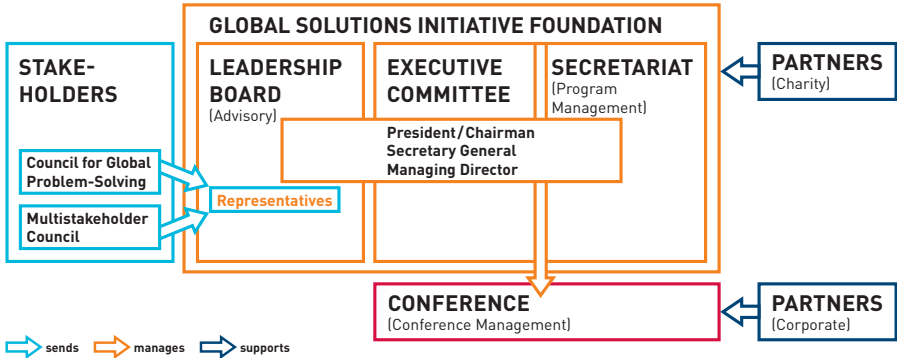 GLOBAL SOLUTIONS INITIATIVE FOUNDATION
STAKE-
HOLDERS
Council for Global
Problem-Solving
Multistakeholder
Council
LEADERSHIP
BOARD
(Advisory)
Representatives
EXECUTIVE
COMMITTEE
President/Chairman
Secretary General
Managing Director
SECRETARIAT
(Program
Management)
PARTNERS
(Charity)
CONFERENCE
(Conference Management)
PARTNERS
(Corporate)
sends
manages
supports